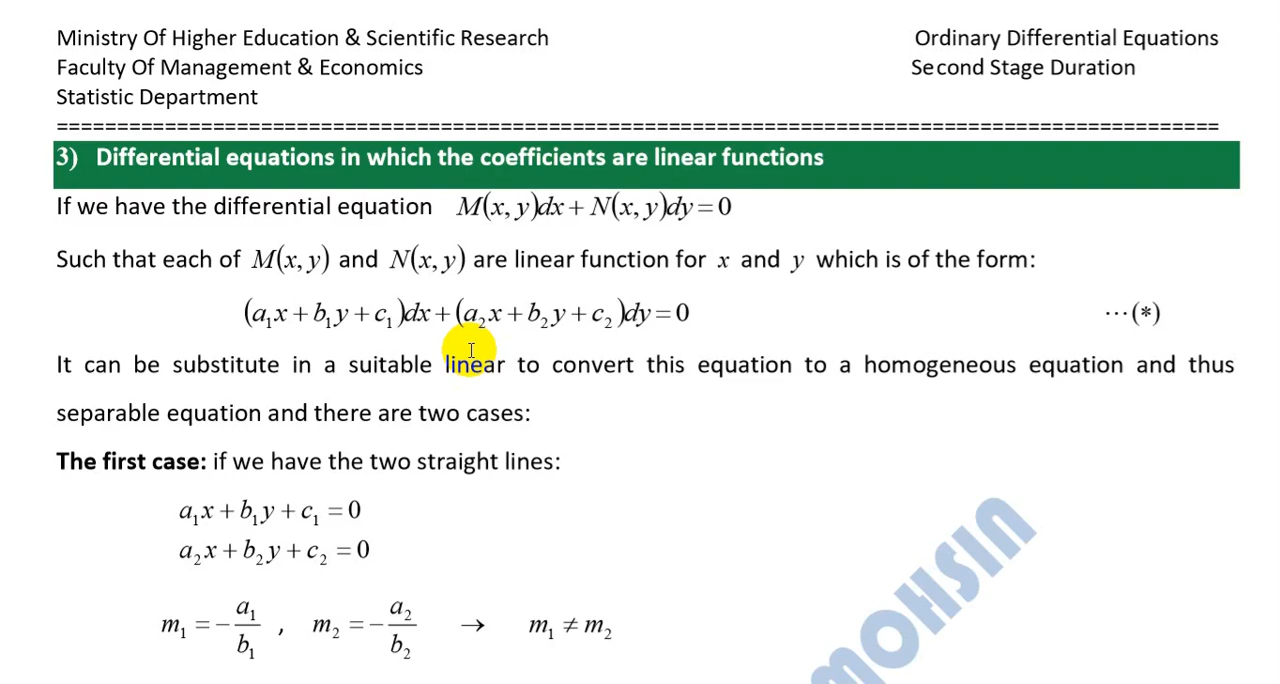 Ministry Of Higher Education & Scientific Research
Ordinary Differential Equations
Faculty Of Management & Economics
Second Stage Duration
Statistic Department
================================================================================================
3) Differential equations in which the coefficients are linear functions
If we have the differential equation M(x, y)dx + N(x, y)dy = 0
Such that each of M(x, y) and N(x, y) are linear function for x and y which is of the form:
(a₁x + b₁y + c₁)dx + (a₂x + b₂y + c₂)dy = 0 ⋯(*)
It can be substitute in a suitable linear to convert this equation to a homogeneous equation and thus
separable equation and there are two cases:
The first case: if we have the two straight lines:
a₁x + b₁y + c₁ = 0
a₂x + b₂y + c₂ = 0
m₁ = −a₁/b₁ , m₂ = −a₂/b₂ → m₁ ≠ m₂
MOHSIN